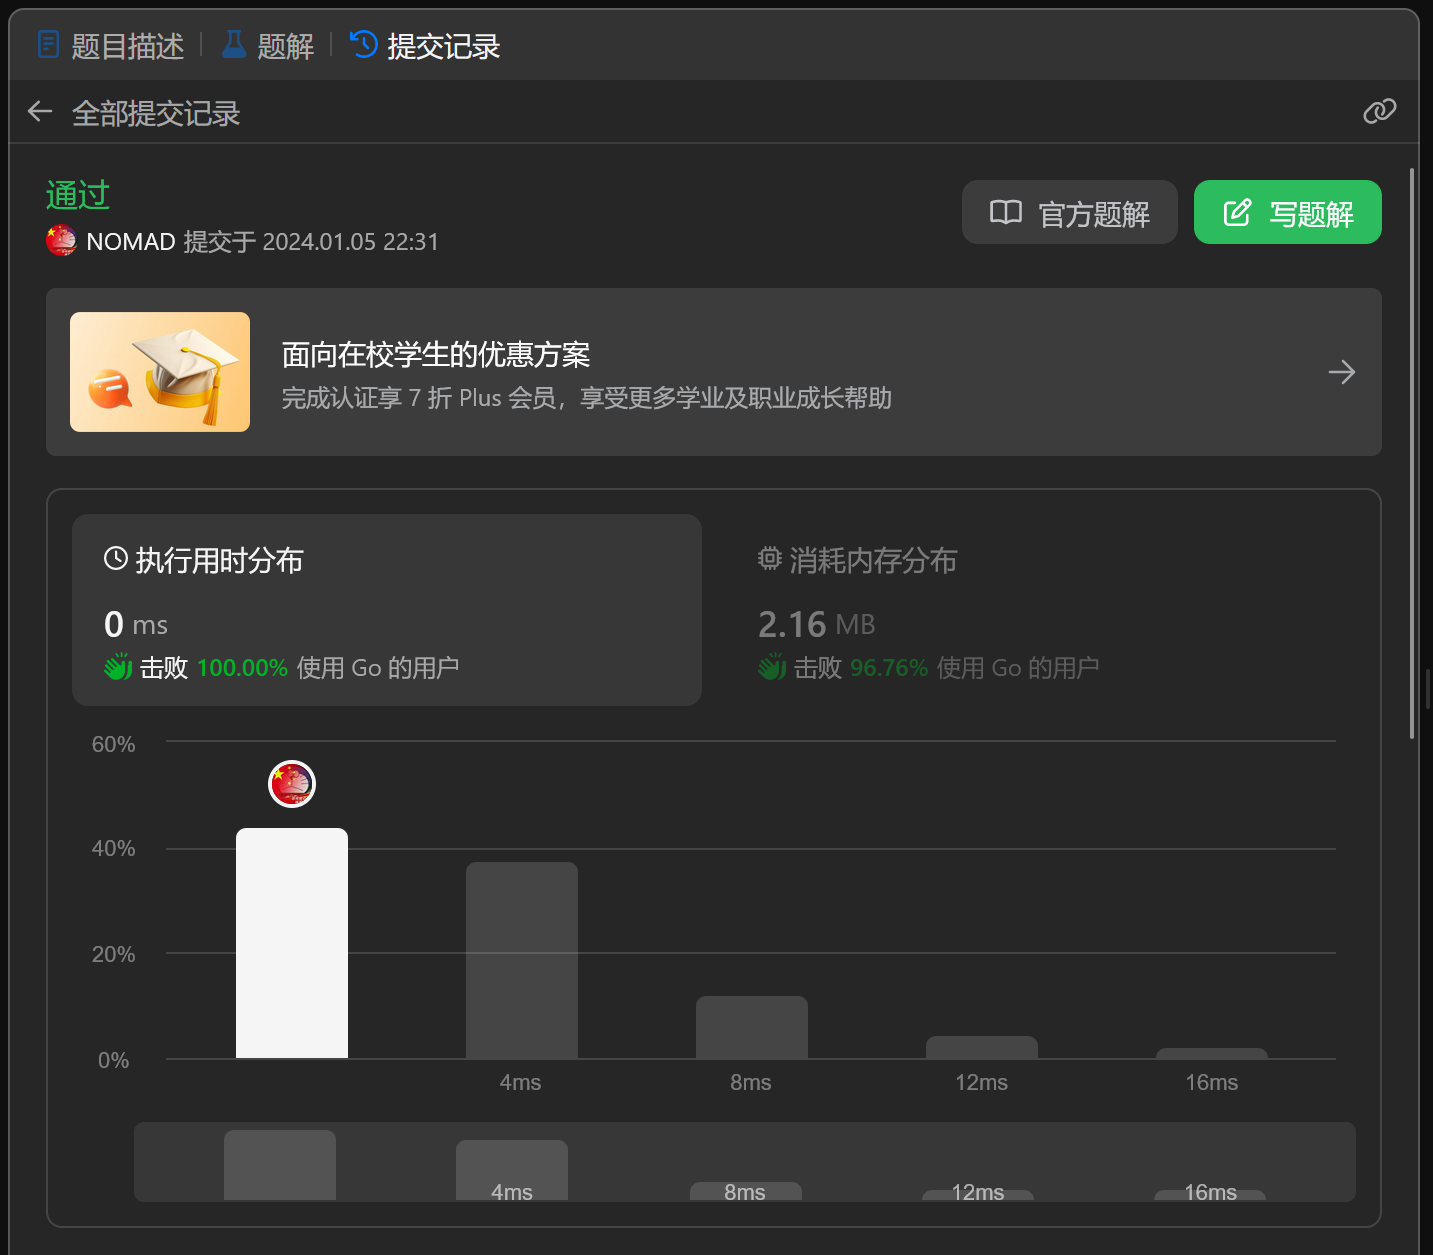 题目描述 题解 提交记录
全部提交记录
通过
NOMAD 提交于 2024.01.05 22:31
官方题解 写题解
面向在校学生的优惠方案
完成认证享 7 折 Plus 会员，享受更多学业及职业成长帮助
执行用时分布
0 ms
击败 100.00% 使用 Go 的用户
消耗内存分布
2.16 MB
击败 96.76% 使用 Go 的用户
60%
40%
20%
0%
4ms 8ms 12ms 16ms
4ms 8ms 12ms 16ms